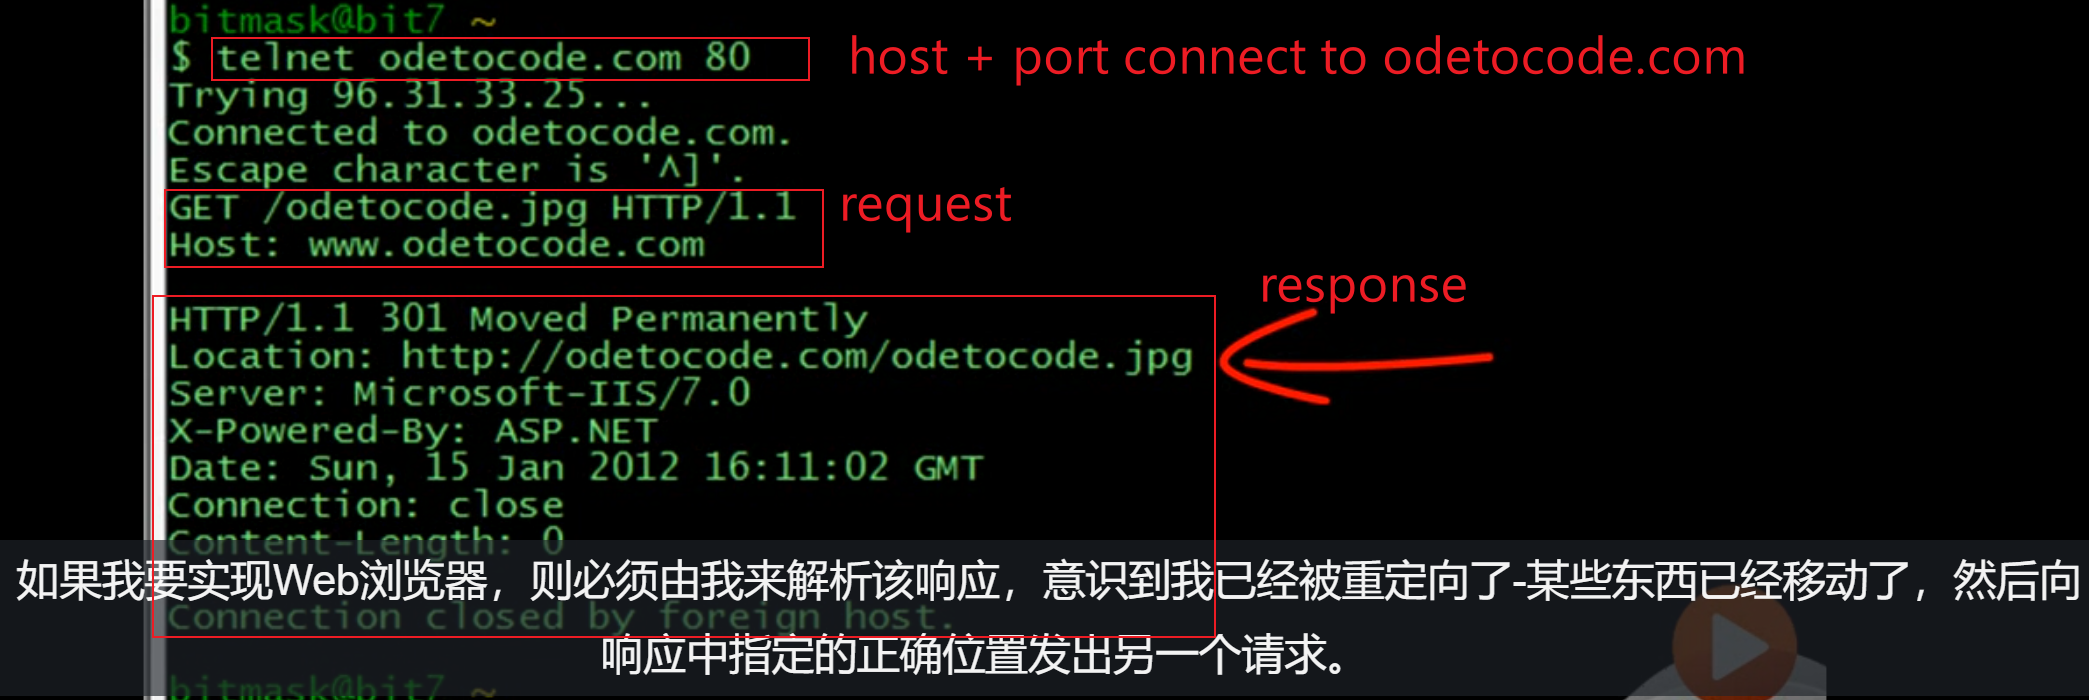 bitmask@bit7 ~
$ telnet odetocode.com 80
host + port connect to odetocode.com
Trying 96.31.33.25...
Connected to odetocode.com.
Escape character is '^]'.
GET /odetocode.jpg HTTP/1.1
request
Host: www.odetocode.com
response
HTTP/1.1 301 Moved Permanently
Location: http://odetocode.com/odetocode.jpg
Server: Microsoft-IIS/7.0
X-Powered-By: ASP.NET
Date: Sun, 15 Jan 2012 16:11:02 GMT
Connection: close
Content-Length: 0
如果我要实现Web浏览器，则必须由我来解析该响应，意识到我已经被重定向了-某些东西已经移动了，然后向
Connection closed by foreign host.
响应中指定的正确位置发出另一个请求。
bitmask@bit7 ~